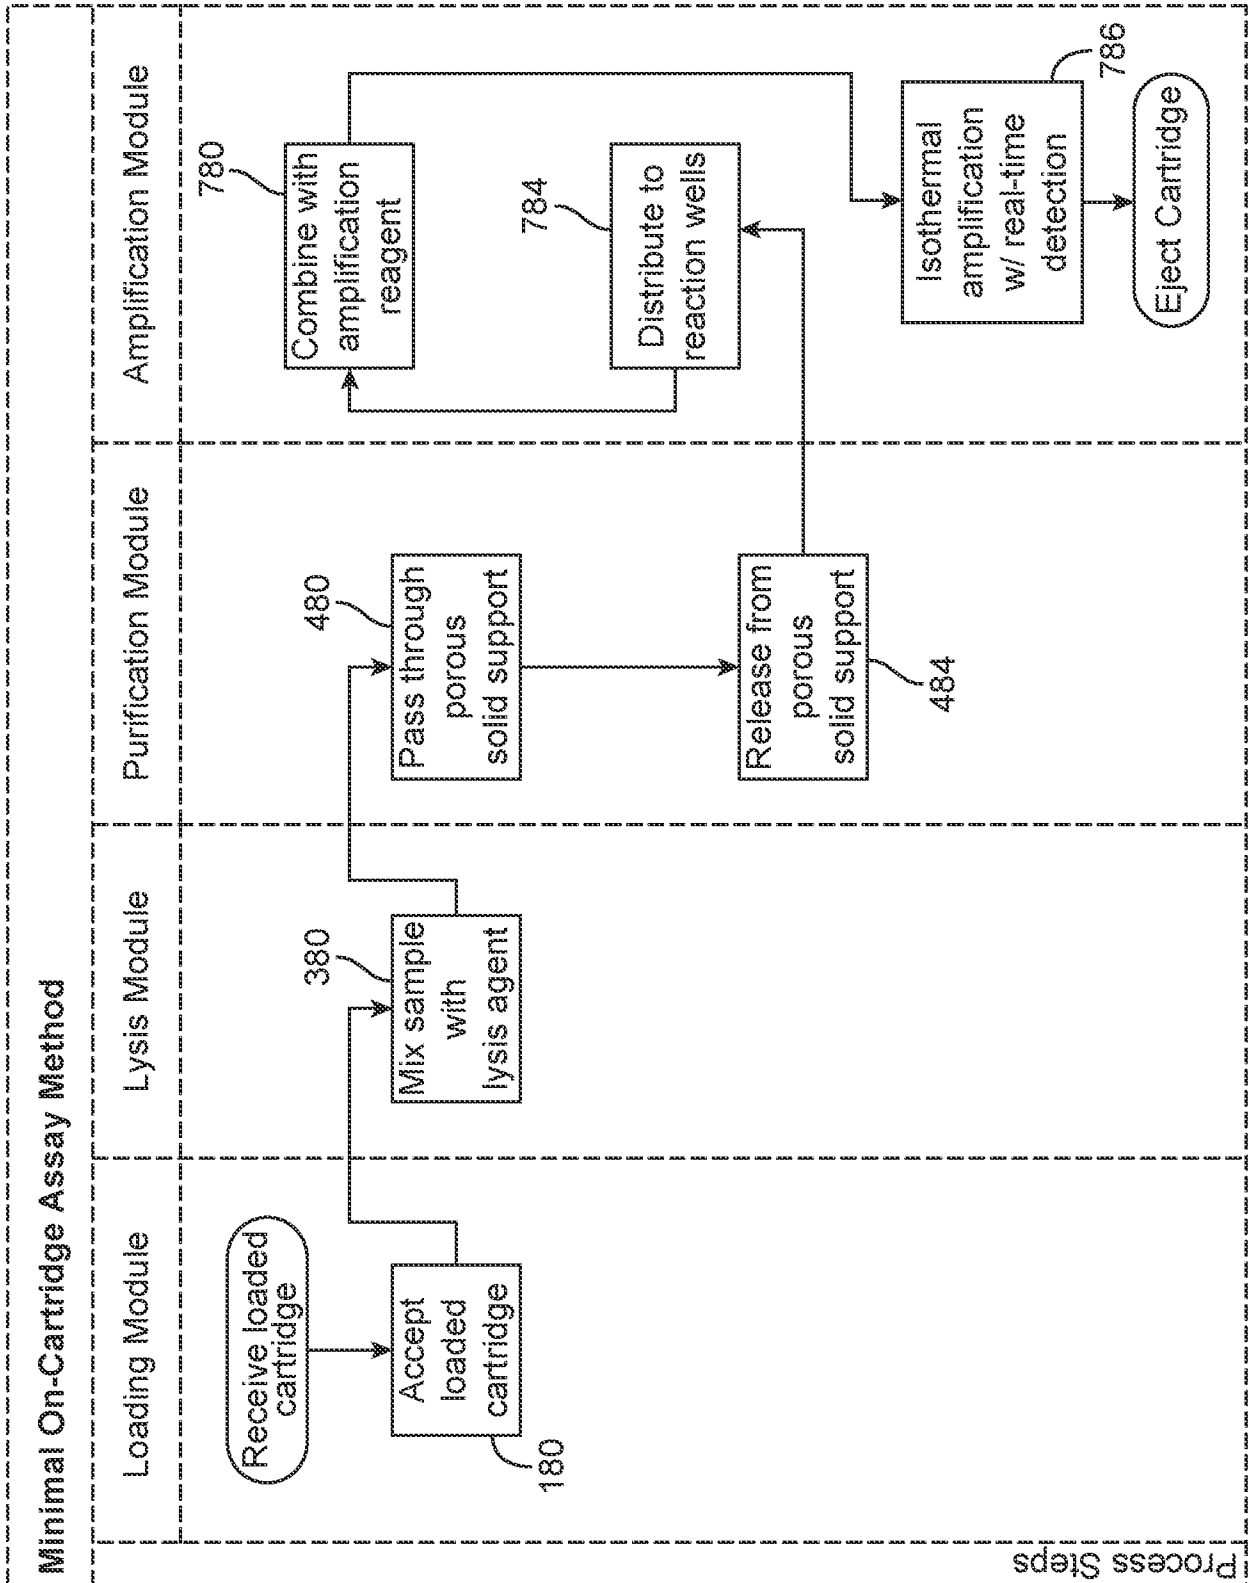 Minimal On-Cartridge Assay Method
Loading Module
Lysis Module
Purification Module
Amplification Module
Process Steps
Receive loaded
cartridge
Accept
loaded
cartridge
180
380
Mix sample
with
lysis agent
480
Pass through
porous
solid support
Release from
porous
solid support
484
780
Combine with
amplification
reagent
784
Distribute to
reaction wells
Isothermal
amplification
w/ real-time
detection
786
Eject Cartridge